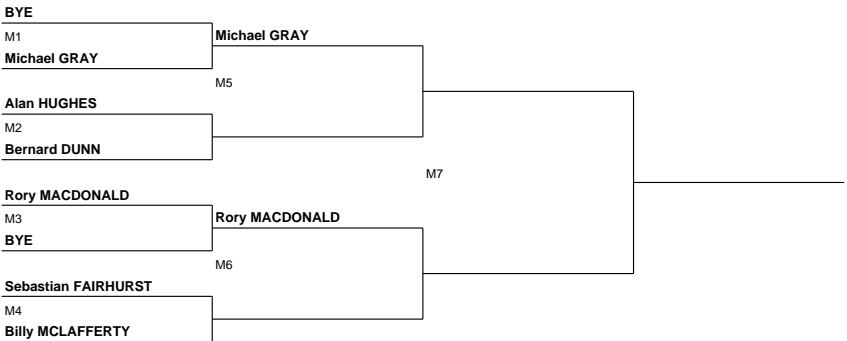 BYE
M1
Michael GRAY
Michael GRAY
M5
Alan HUGHES
M2
Bernard DUNN
M7
Rory MACDONALD
M3
BYE
Rory MACDONALD
M6
Sebastian FAIRHURST
M4
Billy MCLAFFERTY